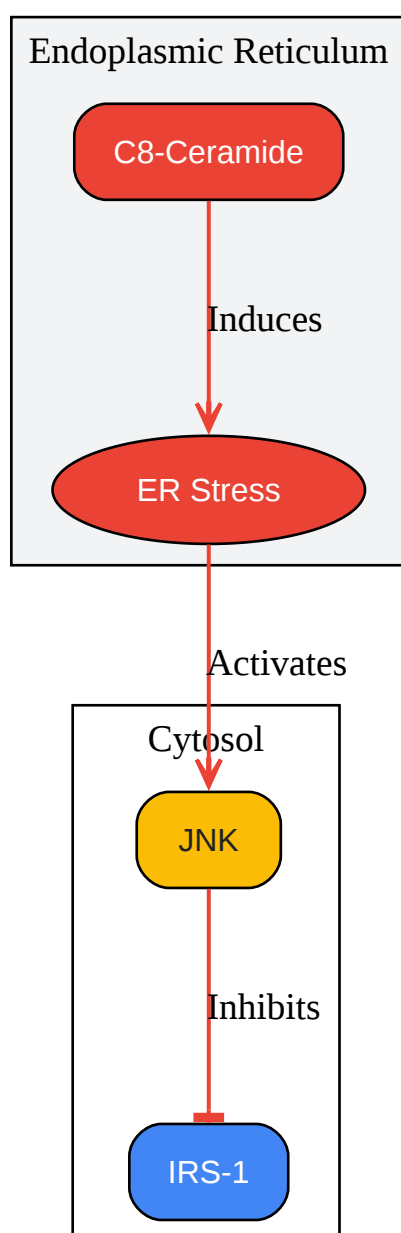 Endoplasmic Reticulum
C8-Ceramide
Induces
ER Stress
Activates
Cytosol
JNK
Inhibits
IRS-1